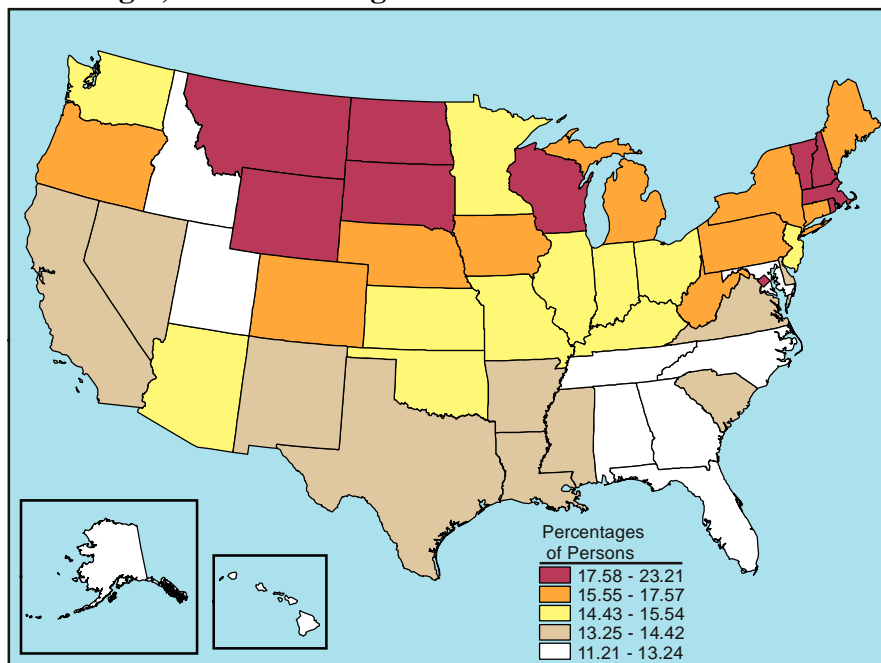 Percentages
of Persons
17.58 - 23.21
15.55 - 17.57
14.43 - 15.54
13.25 - 14.42
11.21 - 13.24